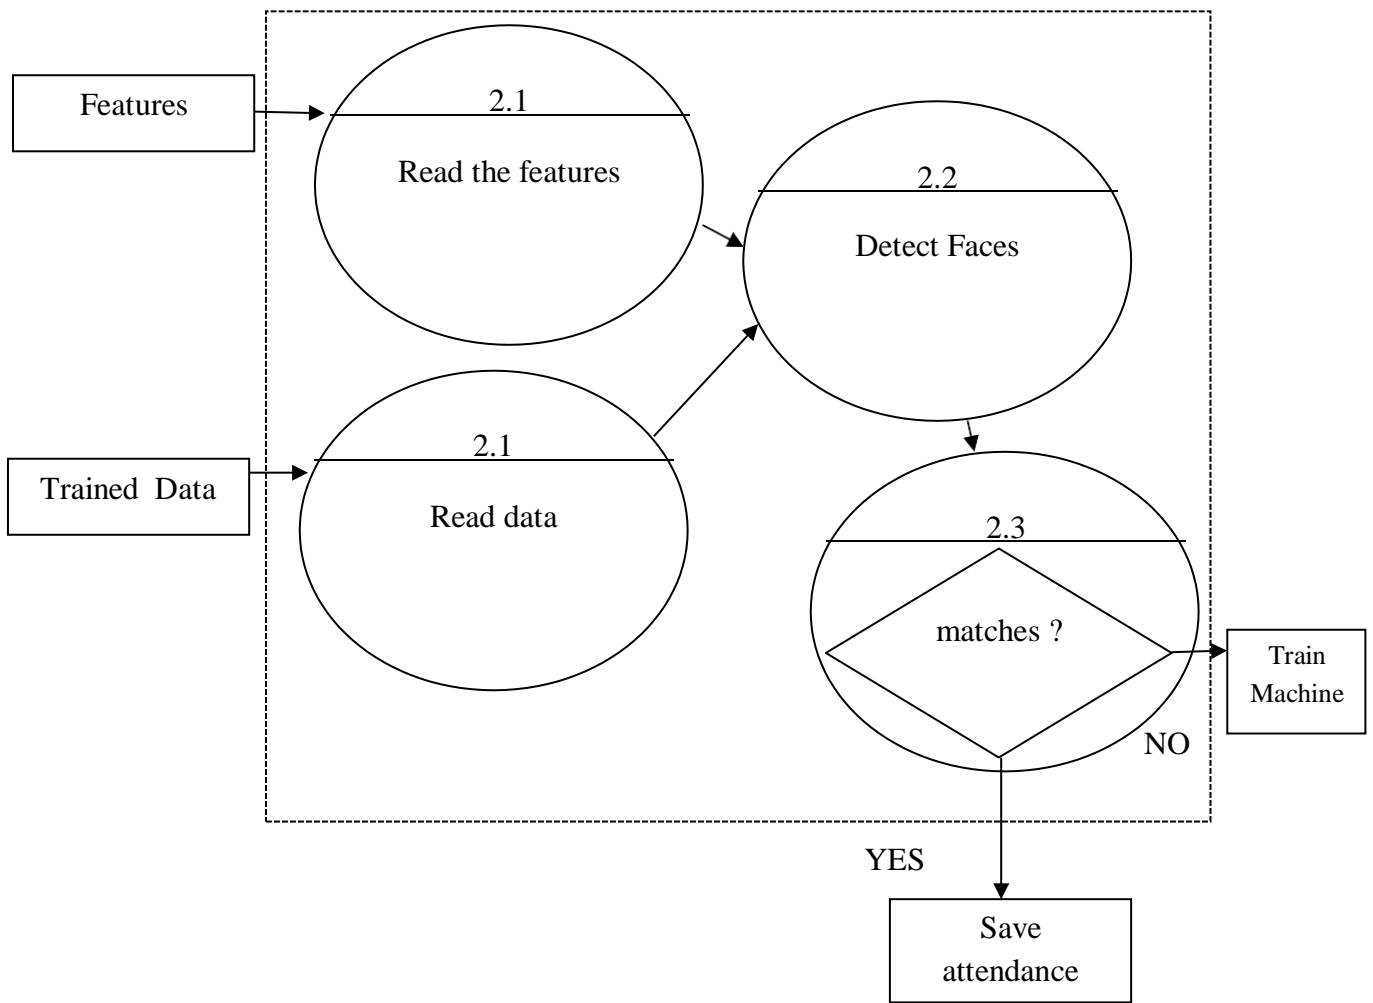 Features
2.1
Read the features
2.2
Detect Faces
Trained  Data
2.1
Read data
2.3
matches ?
Train
Machine
NO
YES
Save
attendance